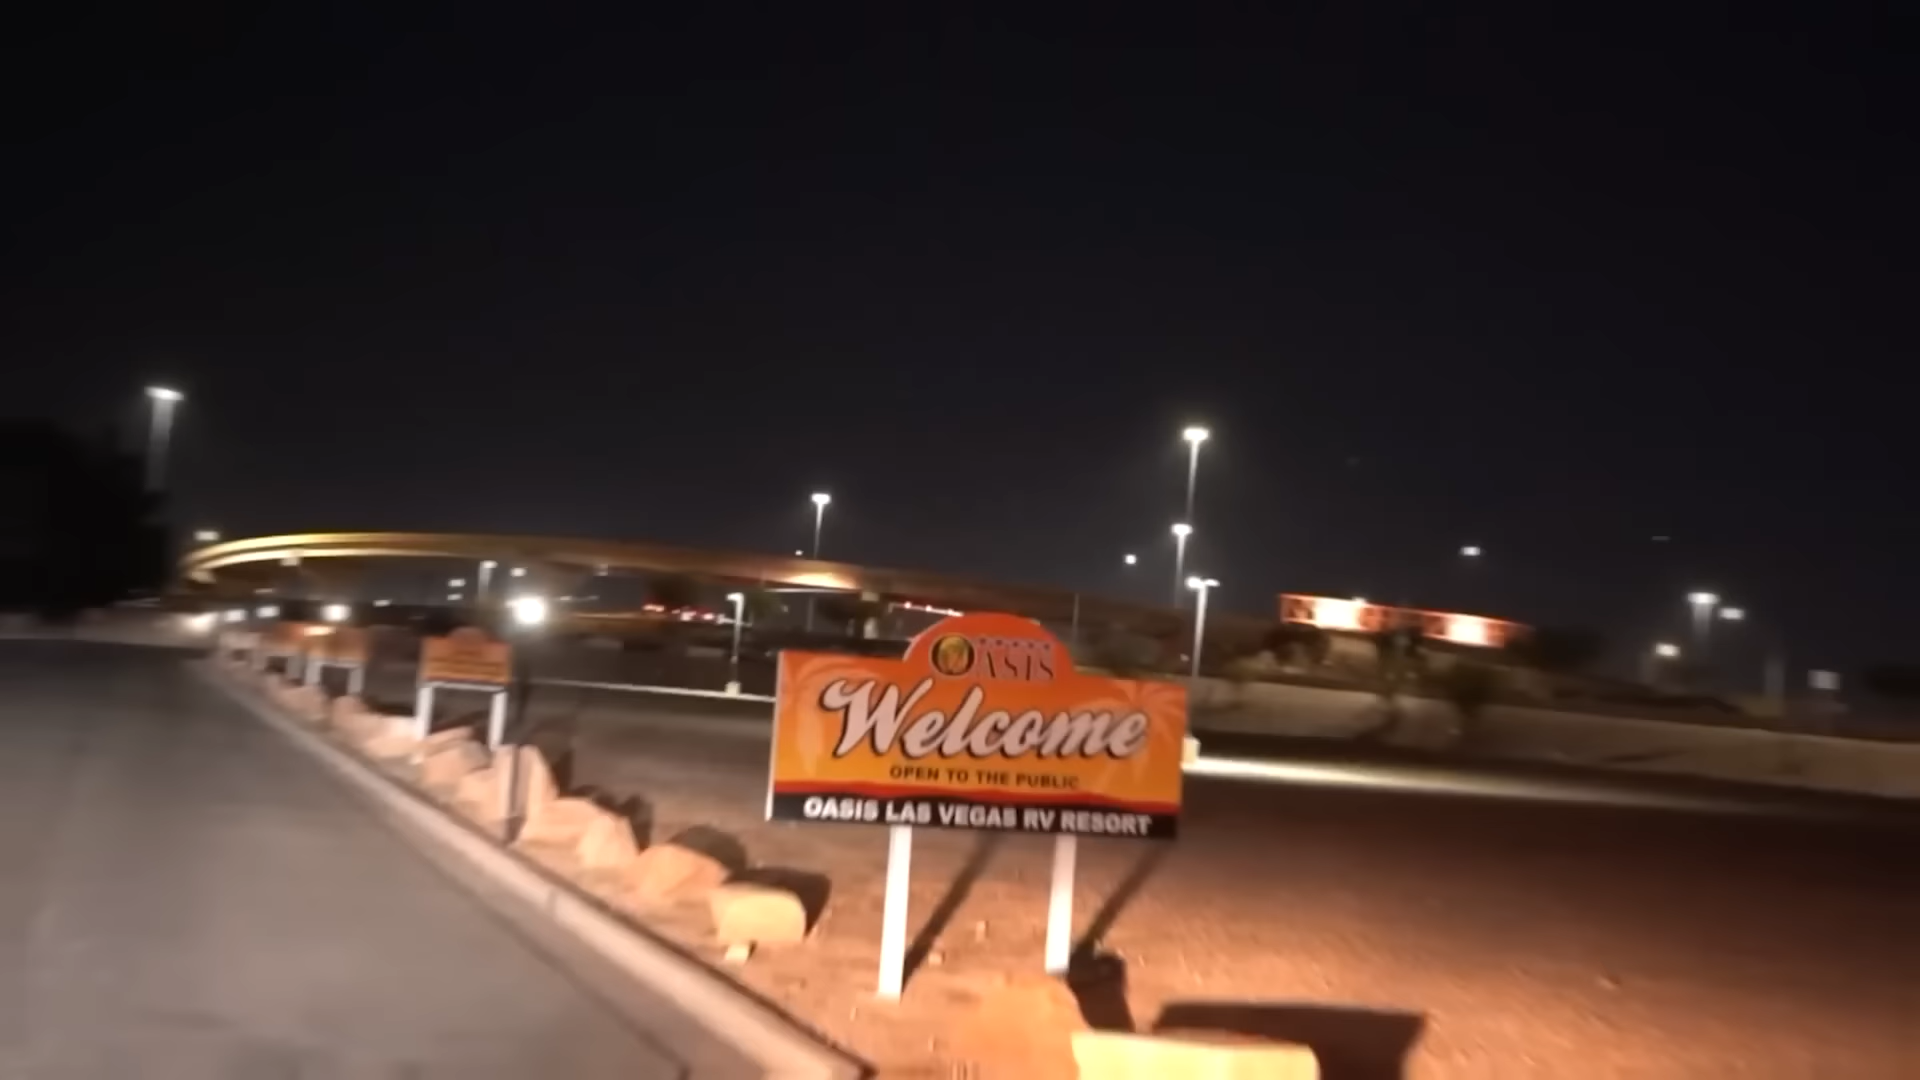 OASIS
Welcome
OPEN TO THE PUBLIC
OASIS LAS VEGAS RV RESORT